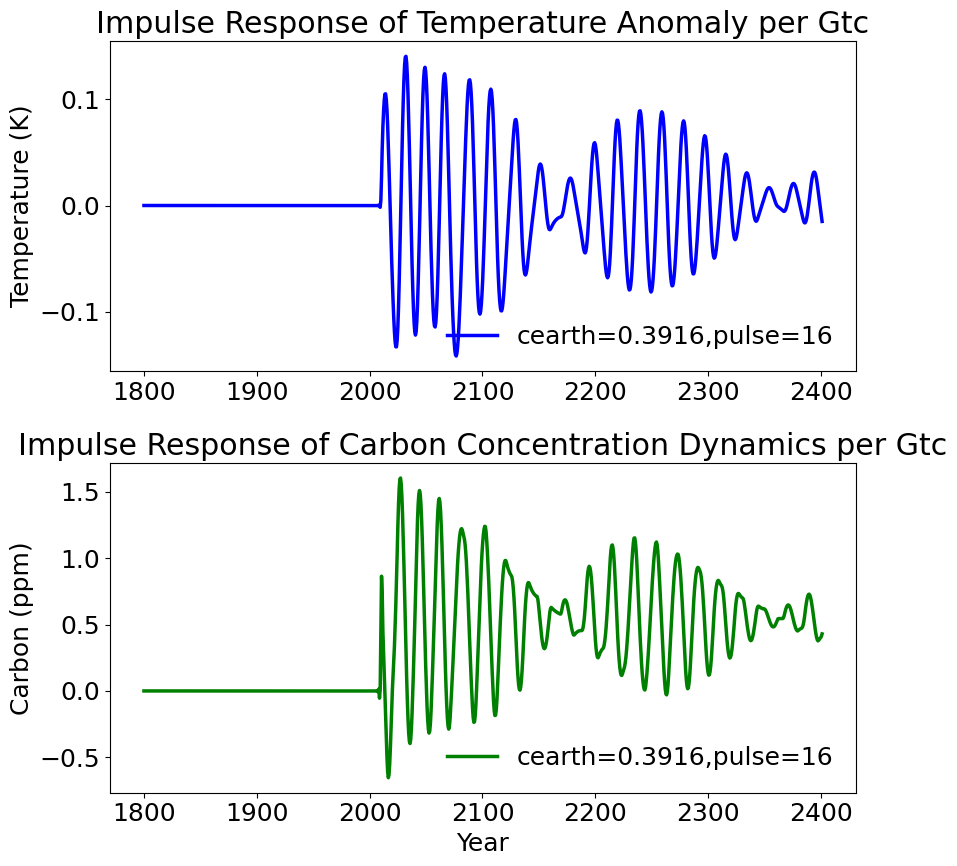 Impulse Response of Temperature Anomaly per Gtc
Temperature (K)
0.1
0.0
−0.1
cearth=0.3916,pulse=16
1800 1900 2000 2100 2200 2300 2400
Impulse Response of Carbon Concentration Dynamics per Gtc
Carbon (ppm)
1.5
1.0
0.5
0.0
−0.5
cearth=0.3916,pulse=16
1800 1900 2000 2100 2200 2300 2400
Year